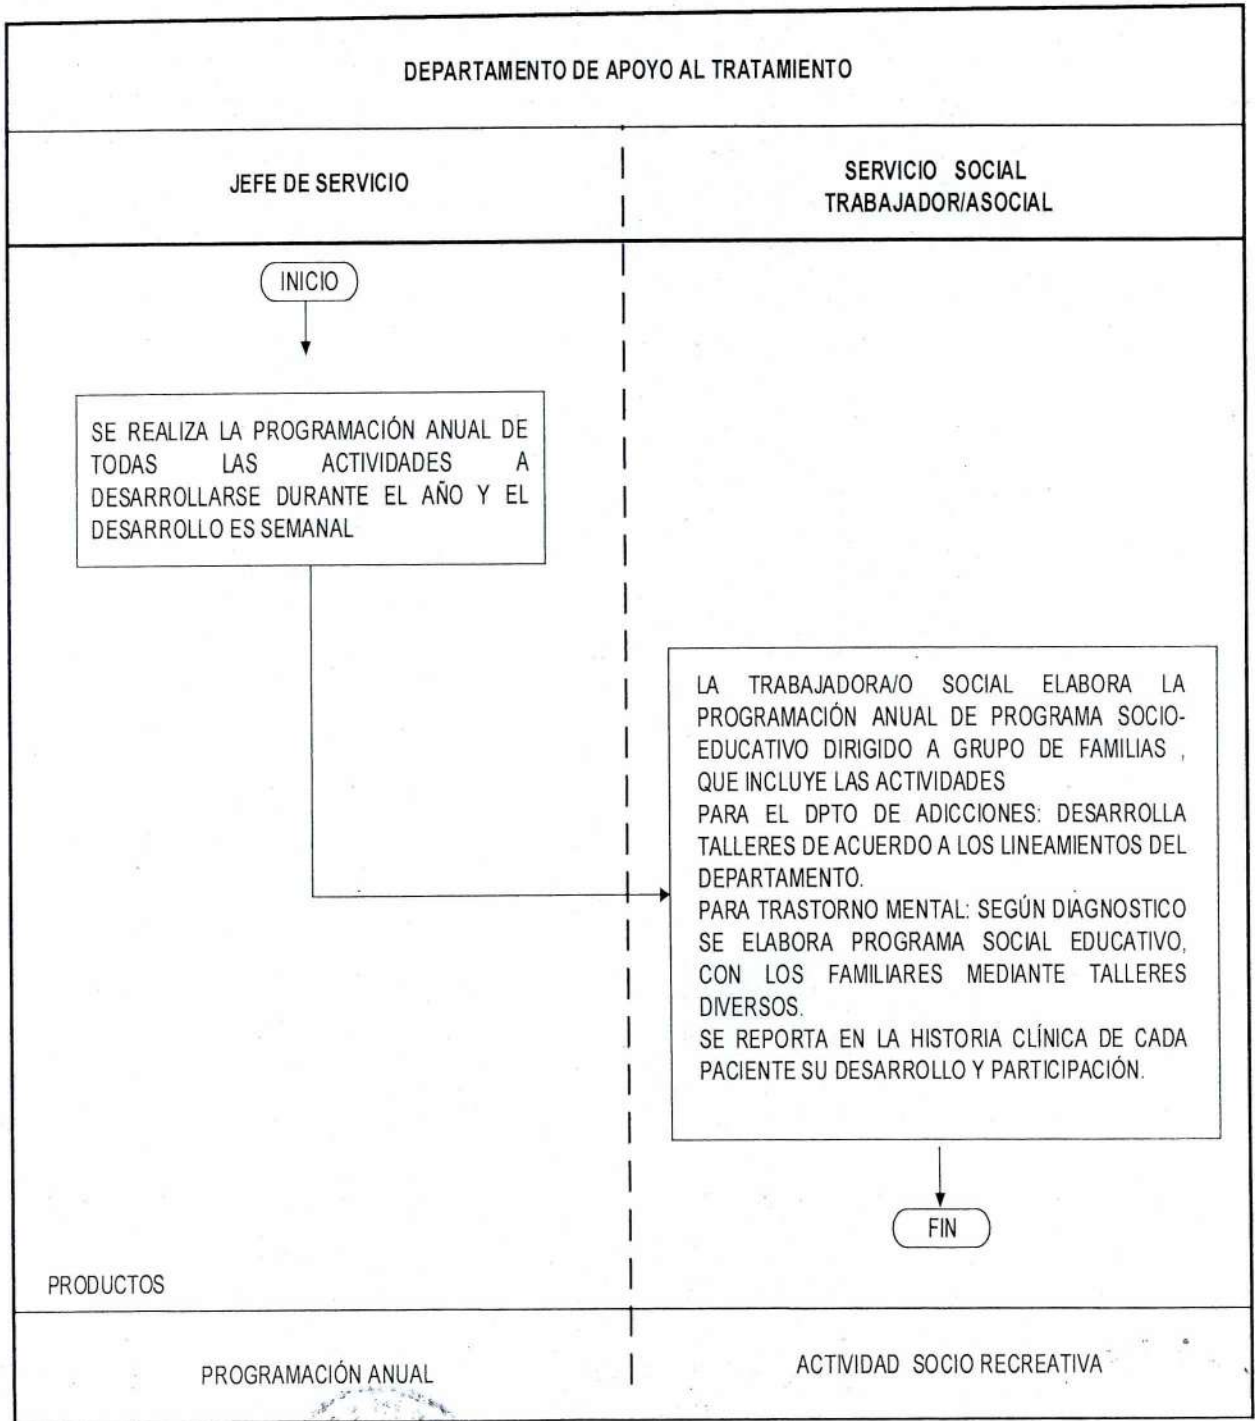 DEPARTAMENTO DE APOYO AL TRATAMIENTO
JEFE DE SERVICIO
SERVICIO SOCIAL
TRABAJADOR/ASOCIAL
INICIO
SE REALIZA LA PROGRAMACIÓN ANUAL DE
TODAS LAS ACTIVIDADES A
DESARROLLARSE DURANTE EL AÑO Y EL
DESARROLLO ES SEMANAL
LA TRABAJADORA/O SOCIAL ELABORA LA
PROGRAMACIÓN ANUAL DE PROGRAMA SOCIO-
EDUCATIVO DIRIGIDO A GRUPO DE FAMILIAS ,
QUE INCLUYE LAS ACTIVIDADES
PARA EL DPTO DE ADICCIONES: DESARROLLA
TALLERES DE ACUERDO A LOS LINEAMIENTOS DEL
DEPARTAMENTO.
PARA TRASTORNO MENTAL: SEGÚN DIAGNOSTICO
SE ELABORA PROGRAMA SOCIAL EDUCATIVO,
CON LOS FAMILIARES MEDIANTE TALLERES
DIVERSOS.
SE REPORTA EN LA HISTORIA CLÍNICA DE CADA
PACIENTE SU DESARROLLO Y PARTICIPACIÓN.
FIN
PRODUCTOS
PROGRAMACIÓN ANUAL
ACTIVIDAD SOCIO RECREATIVA